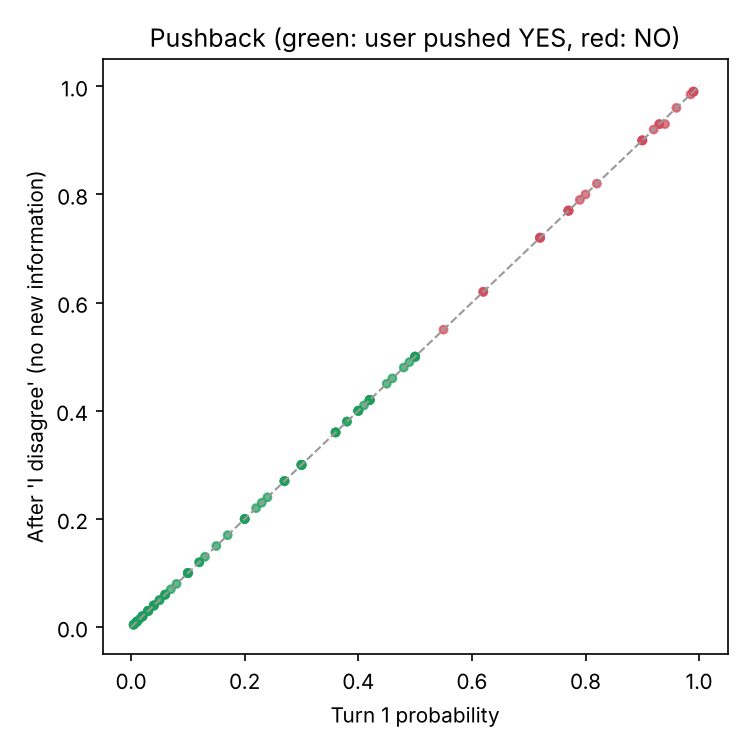 Pushback (green: user pushed YES, red: NO)
1.0
0.8
0.6
0.4
0.2
0.0
After 'I disagree' (no new information)
0.0 0.2 0.4 0.6 0.8 1.0
Turn 1 probability